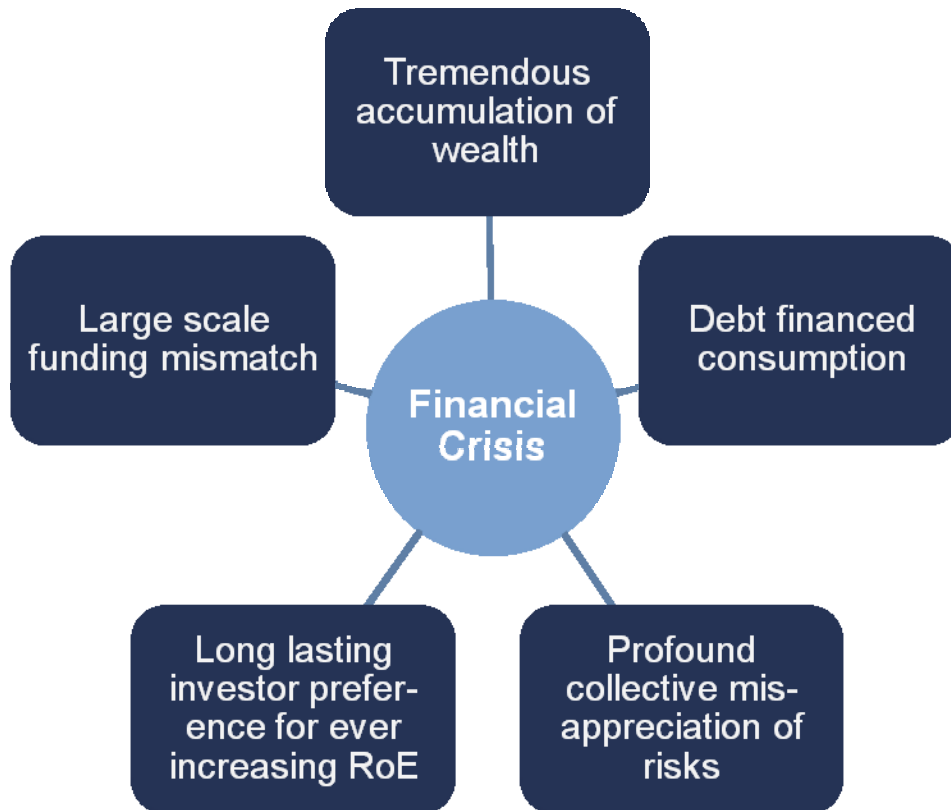 Tremendous
accumulation of
wealth
Large scale
funding mismatch
Debt financed
consumption
Financial
Crisis
Long lasting
investor prefer-
ence for ever
increasing RoE
Profound
collective mis-
appreciation of
risks